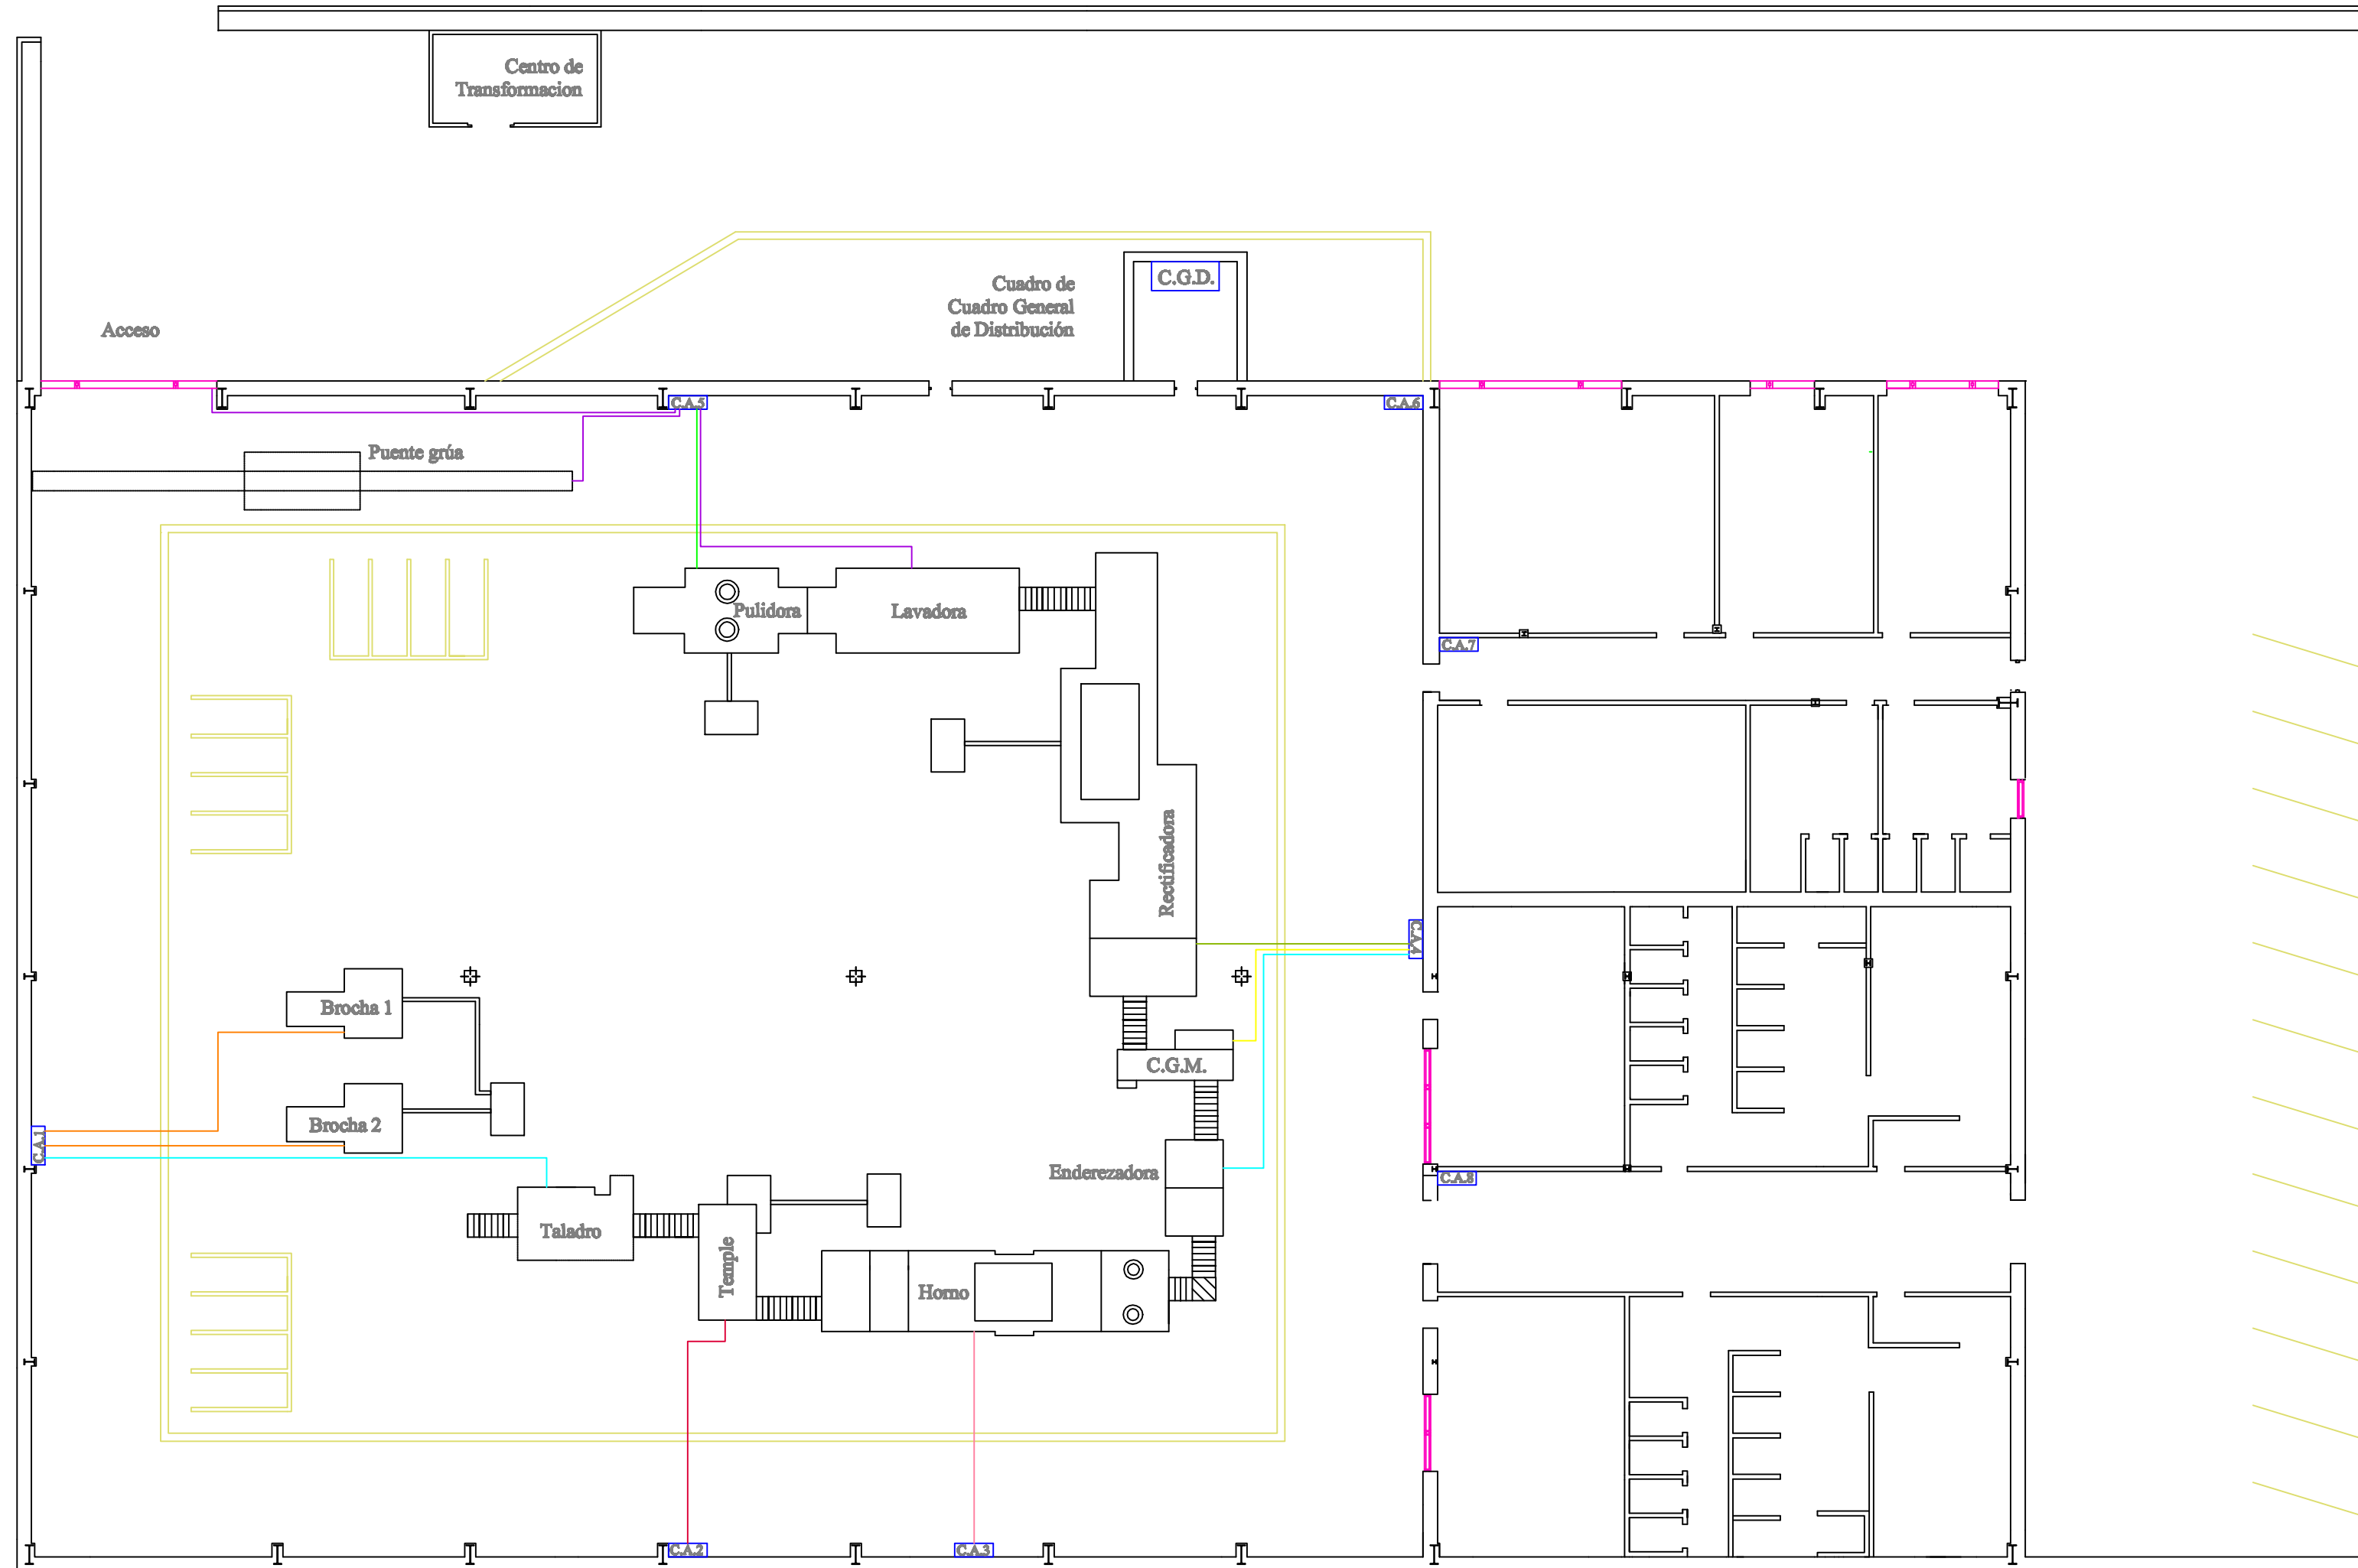 Centro de
Transformacion
Cuadro de
Cuadro General
de Distribución
C.G.D.
Acceso
C.A.5
C.A.6
Puente grúa
Pulidora
Lavadora
C.A.7
Rectificadora
C.A.4
Brocha 1
C.G.M.
Brocha 2
C.A.1
Enderezadora
C.A.8
Taladro
Temple
Horno
C.A.2
C.A.3